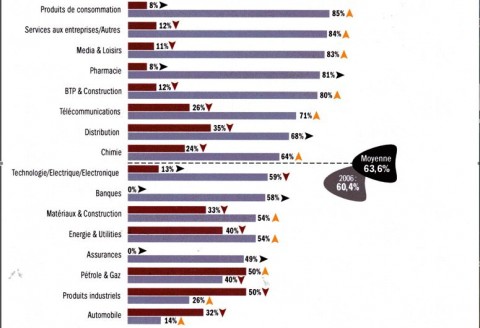 Produits de consommation 8%
85%
Services aux entreprises/Autres 12%
84%
Media & Loisirs 11%
83%
Pharmacie 8%
81%
BTP & Construction 12%
80%
Télécommunications 26%
71%
Distribution 35%
68%
Chimie 24%
64%
Moyenne
63,6%
2006 :
60,4%
Technologie/Electrique/Electronique 13%
59%
Banques 0%
58%
Matériaux & Construction 33%
54%
Energie & Utilities 40%
54%
Assurances 0%
49%
Pétrole & Gaz 50%
40%
Produits industriels 50%
26%
Automobile 32%
14%